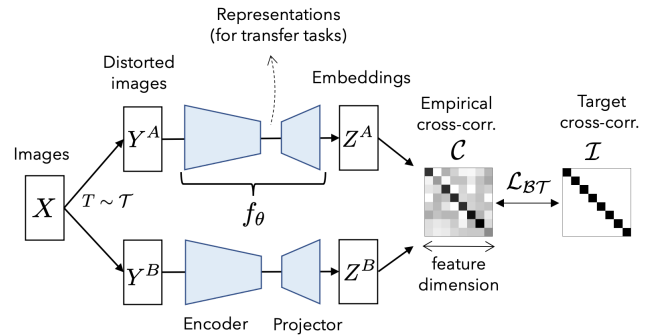 Representations
(for transfer tasks)
Distorted
images
Embeddings
Empirical
cross-corr.
Target
cross-corr.
Images
Y^A
Z^A
𝒞
ℐ
X
T ~ 𝒯
f_θ
ℒ_ℬ𝒯
Y^B
Z^B
feature
dimension
Encoder
Projector